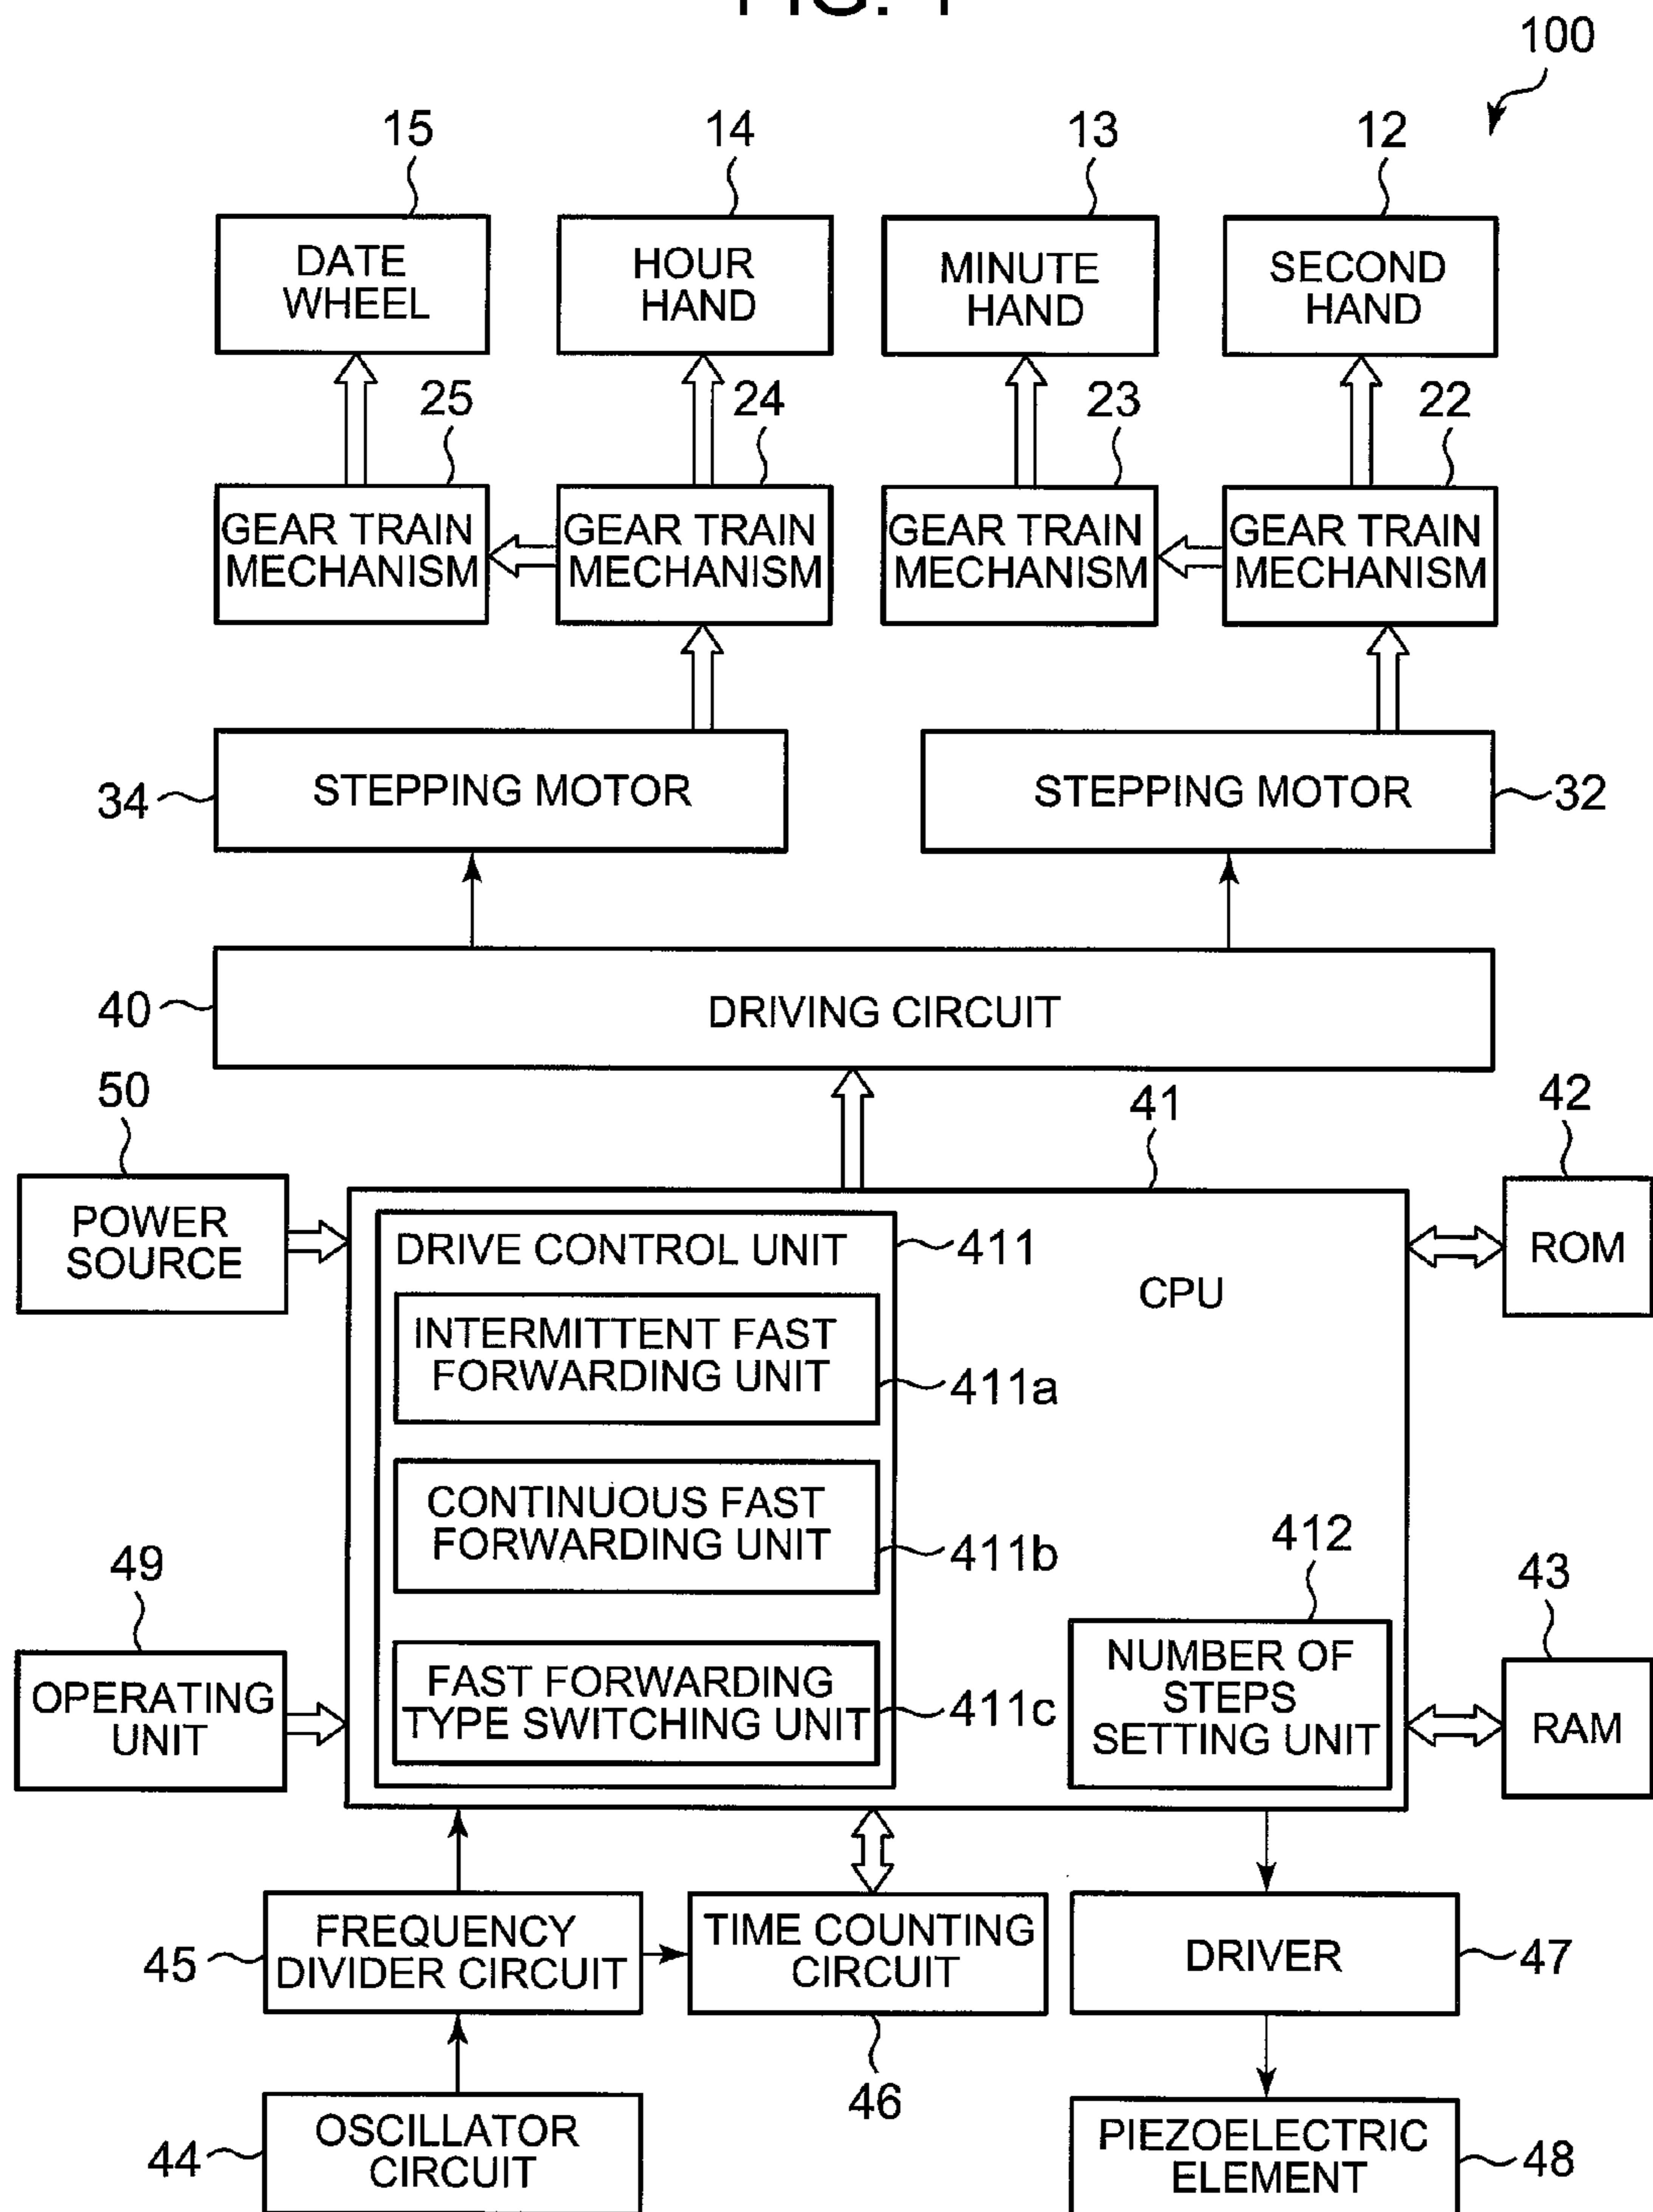 100
15
14
13
12
DATE
WHEEL
HOUR
HAND
MINUTE
HAND
SECOND
HAND
25
24
23
22
GEAR TRAIN
MECHANISM
GEAR TRAIN
MECHANISM
GEAR TRAIN
MECHANISM
GEAR TRAIN
MECHANISM
34
STEPPING MOTOR
STEPPING MOTOR
32
40
DRIVING CIRCUIT
50
41
42
POWER
SOURCE
DRIVE CONTROL UNIT
411
CPU
ROM
INTERMITTENT FAST
FORWARDING UNIT
411a
CONTINUOUS FAST
FORWARDING UNIT
411b
412
49
43
OPERATING
UNIT
FAST FORWARDING
TYPE SWITCHING UNIT
411c
NUMBER OF
STEPS
SETTING UNIT
RAM
45
FREQUENCY
DIVIDER CIRCUIT
TIME COUNTING
CIRCUIT
DRIVER
47
46
44
OSCILLATOR
CIRCUIT
PIEZOELECTRIC
ELEMENT
48